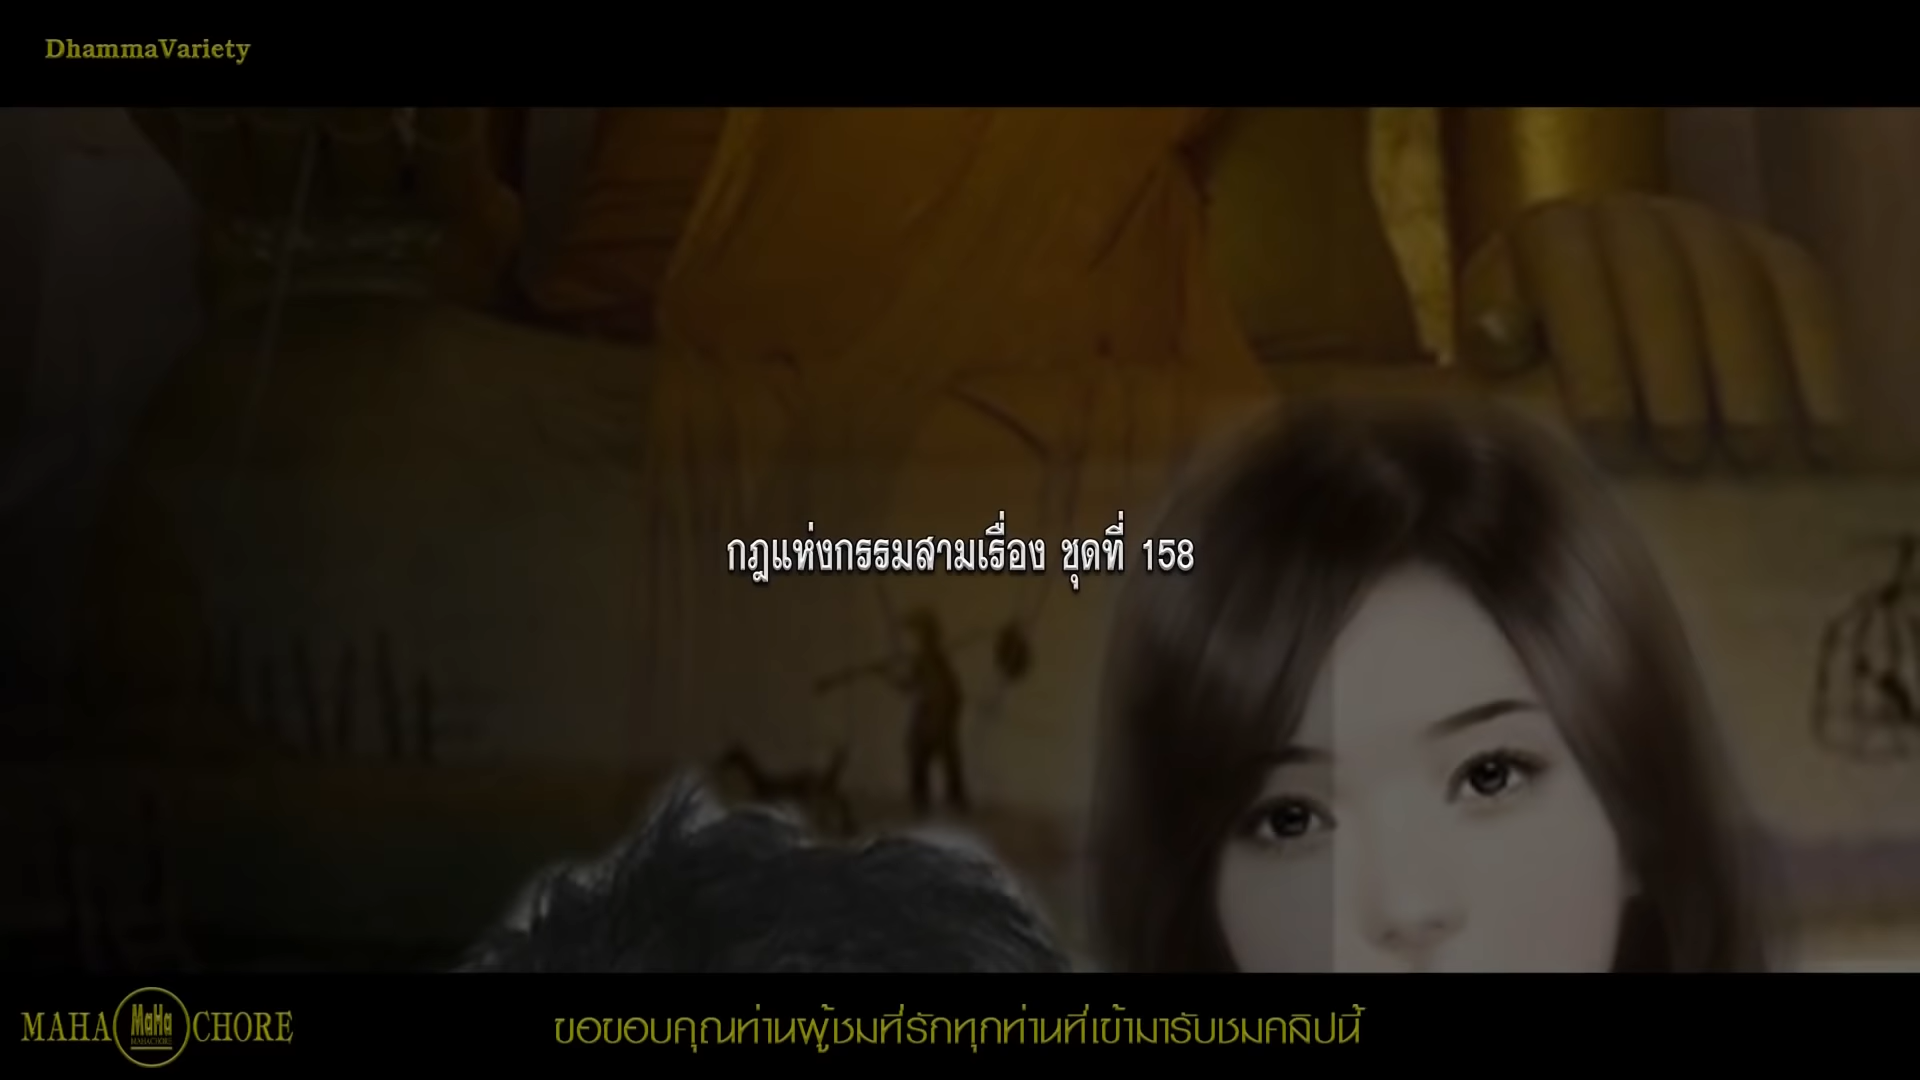 DhammaVariety
กฎแห่งกรรมสามเรื่อง ชุดที่ 158
MAHA MaHa CHORE
MAHACHORE
ขอขอบคุณท่านผู้ชมที่รักทุกท่านที่เข้ามารับชมคลิปนี้